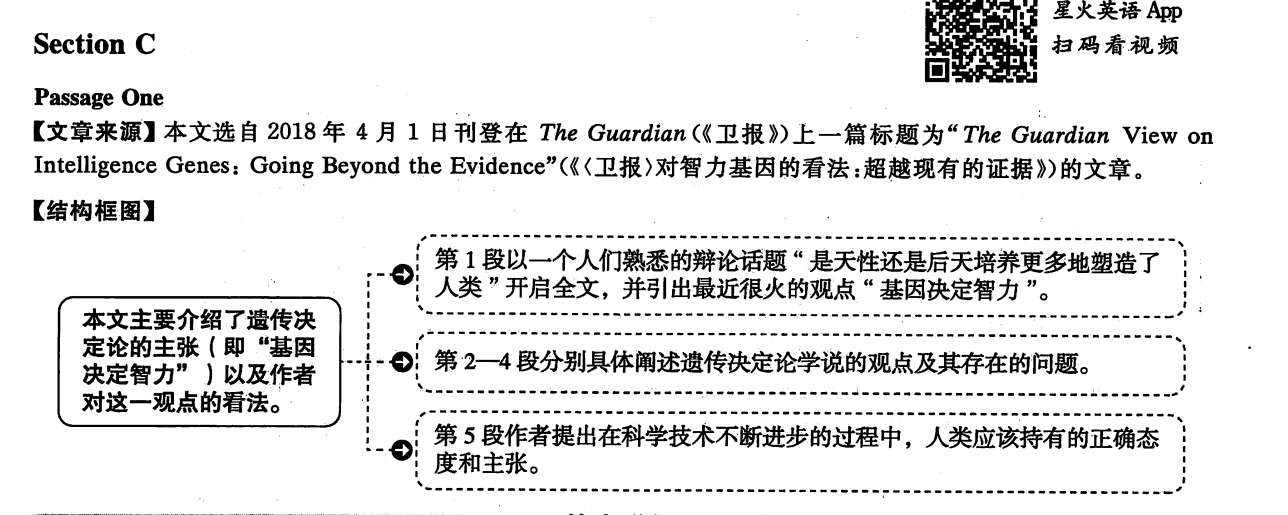 星火英语 App
扫码看视频
Section C
Passage One
【文章来源】本文选自 2018 年 4 月 1 日刊登在 The Guardian(《卫报》)上一篇标题为“The Guardian View on
Intelligence Genes: Going Beyond the Evidence”(《〈卫报〉对智力基因的看法:超越现有的证据》)的文章。
【结构框图】
本文主要介绍了遗传决
定论的主张(即“基因
决定智力”)以及作者
对这一观点的看法。
第 1 段以一个人们熟悉的辩论话题“是天性还是后天培养更多地塑造了
人类”开启全文,并引出最近很火的观点“基因决定智力”。
第 2—4 段分别具体阐述遗传决定论学说的观点及其存在的问题。
第 5 段作者提出在科学技术不断进步的过程中,人类应该持有的正确态
度和主张。